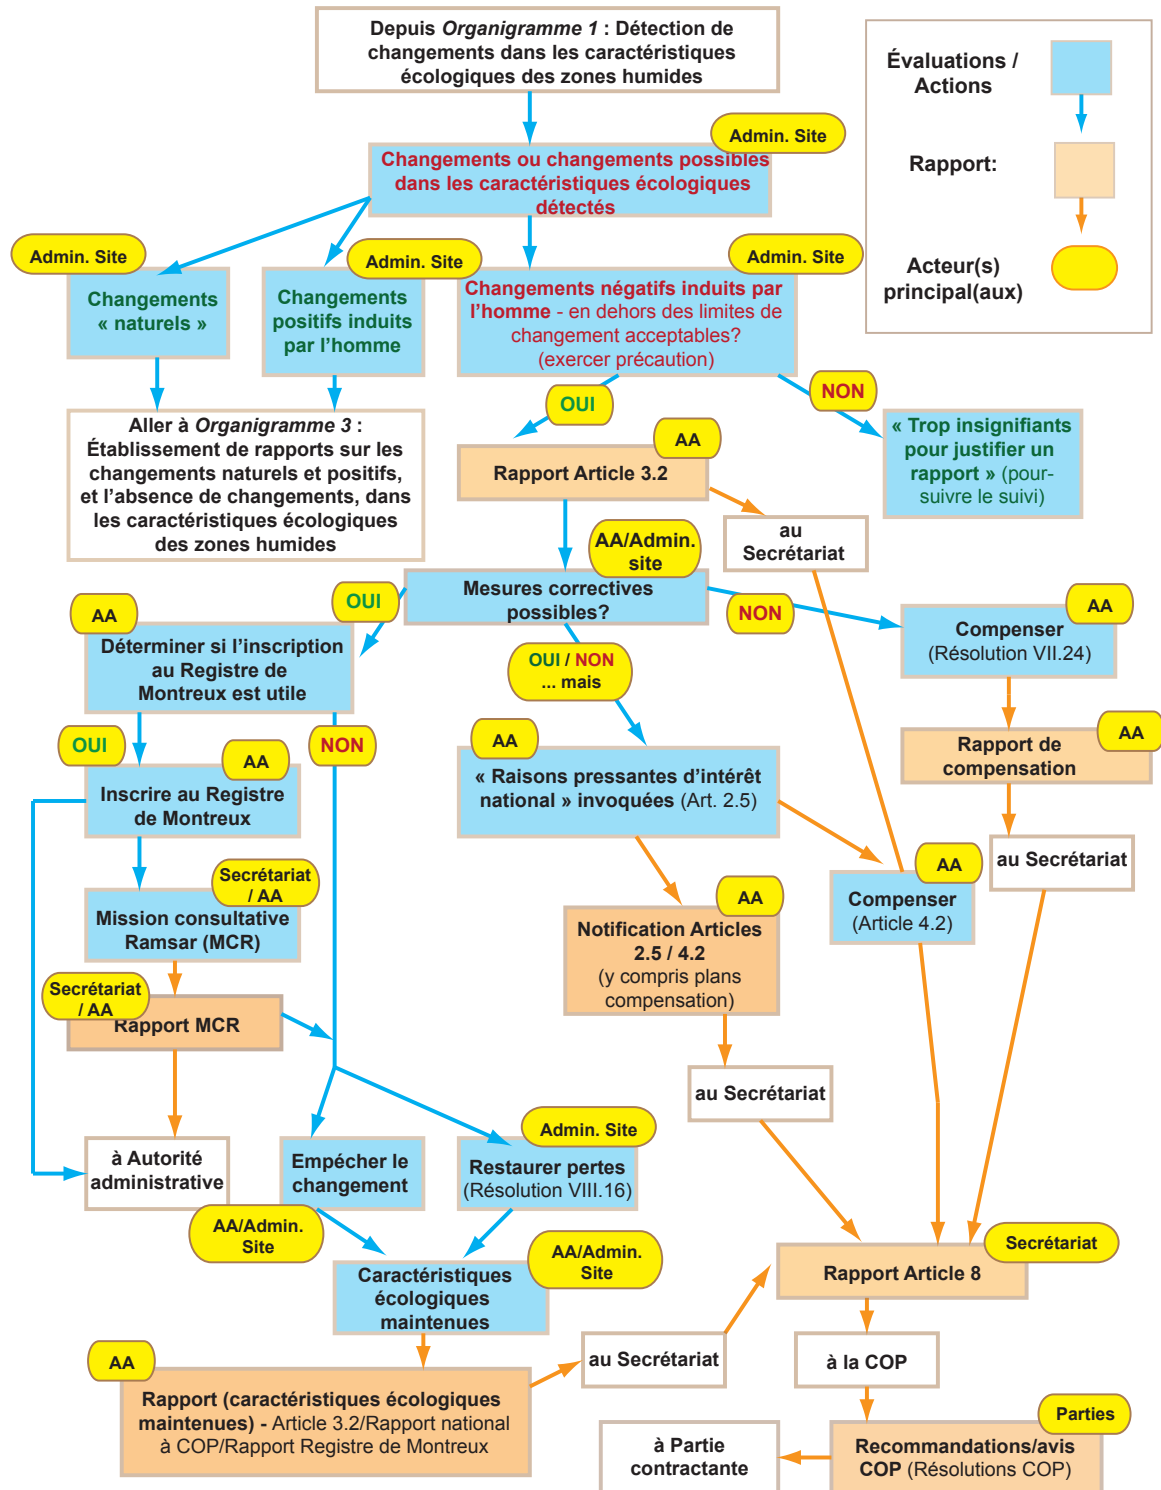 Depuis Organigramme 1 : Détection de
changements dans les caractéristiques
écologiques des zones humides
Évaluations /
Actions
Rapport:
Acteur(s)
principal(aux)
Admin. Site
Changements ou changements possibles
dans les caractéristiques écologiques
détectés
Admin. Site
Changements
« naturels »
Admin. Site
Changements
positifs induits
par l’homme
Admin. Site
Changements négatifs induits par
l’homme - en dehors des limites de
changement acceptables?
(exercer précaution)
OUI
NON
Aller à Organigramme 3 :
Établissement de rapports sur les
changements naturels et positifs,
et l’absence de changements, dans
les caractéristiques écologiques
des zones humides
« Trop insignifiants
pour justifier un
rapport » (pour-
suivre le suivi)
AA
Rapport Article 3.2
au
Secrétariat
AA/Admin.
site
Mesures correctives
possibles?
OUI
NON
OUI / NON
... mais
AA
Déterminer si l’inscription
au Registre de
Montreux est utile
AA
Compenser
(Résolution VII.24)
OUI
NON
AA
Inscrire au Registre
de Montreux
AA
« Raisons pressantes d’intérêt
national » invoquées (Art. 2.5)
AA
Rapport de
compensation
au Secrétariat
Secrétariat
/ AA
Mission consultative
Ramsar (MCR)
AA
Notification Articles
2.5 / 4.2
(y compris plans
compensation)
AA
Compenser
(Article 4.2)
Secrétariat
/ AA
Rapport MCR
au Secrétariat
à Autorité
administrative
Empécher le
changement
AA/Admin.
Site
Admin. Site
Restaurer pertes
(Résolution VIII.16)
AA/Admin.
Site
Caractéristiques
écologiques
maintenues
Secrétariat
Rapport Article 8
AA
Rapport (caractéristiques écologiques
maintenues) - Article 3.2/Rapport national
à COP/Rapport Registre de Montreux
au Secrétariat
à la COP
Parties
Recommandations/avis
COP (Résolutions COP)
à Partie
contractante